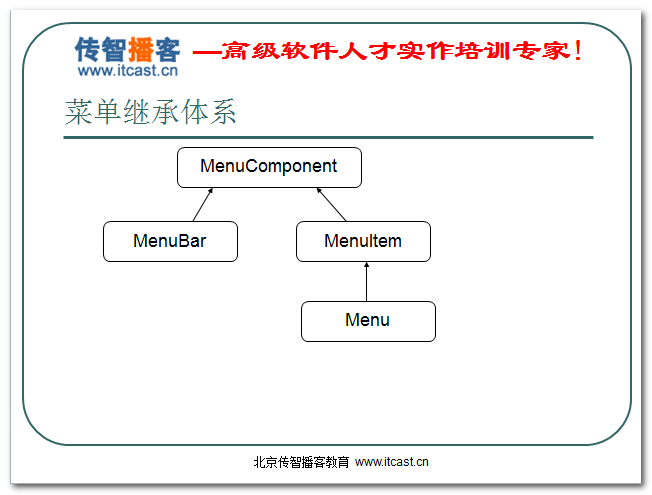 传智播客 —高级软件人才实作培训专家!
www.itcast.cn
菜单继承体系
MenuComponent
MenuBar MenuItem
Menu
北京传智播客教育 www.itcast.cn